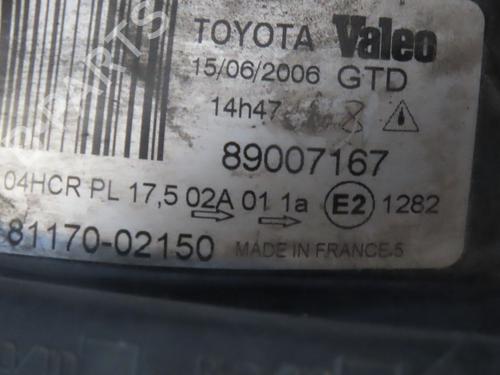 TOYOTA Valeo
15/06/2006 GTD
14h47 8
89007167
04HCR PL 17,5 02A 01 1a E2 1282
81170-02150 MADE IN FRANCE-5